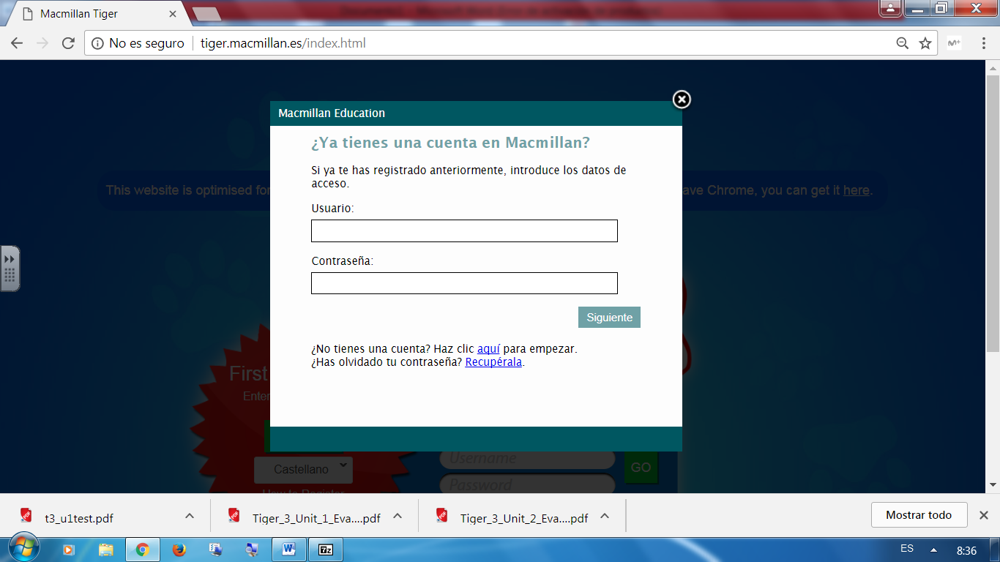 Macmillan Tiger
No es seguro
tiger.macmillan.es/index.html
Macmillan Education
¿Ya tienes una cuenta en Macmillan?
Si ya te has registrado anteriormente, introduce los datos de
acceso.
This website is optimised for
ave Chrome, you can get it here.
Usuario:
Contraseña:
Siguiente
¿No tienes una cuenta? Haz clic aquí para empezar.
¿Has olvidado tu contraseña? Recupérala.
First
Enter
Castellano
How to Register
Username
GO
Password
t3_u1test.pdf
Tiger_3_Unit_1_Eva....pdf
Tiger_3_Unit_2_Eva....pdf
Mostrar todo
ES
8:36